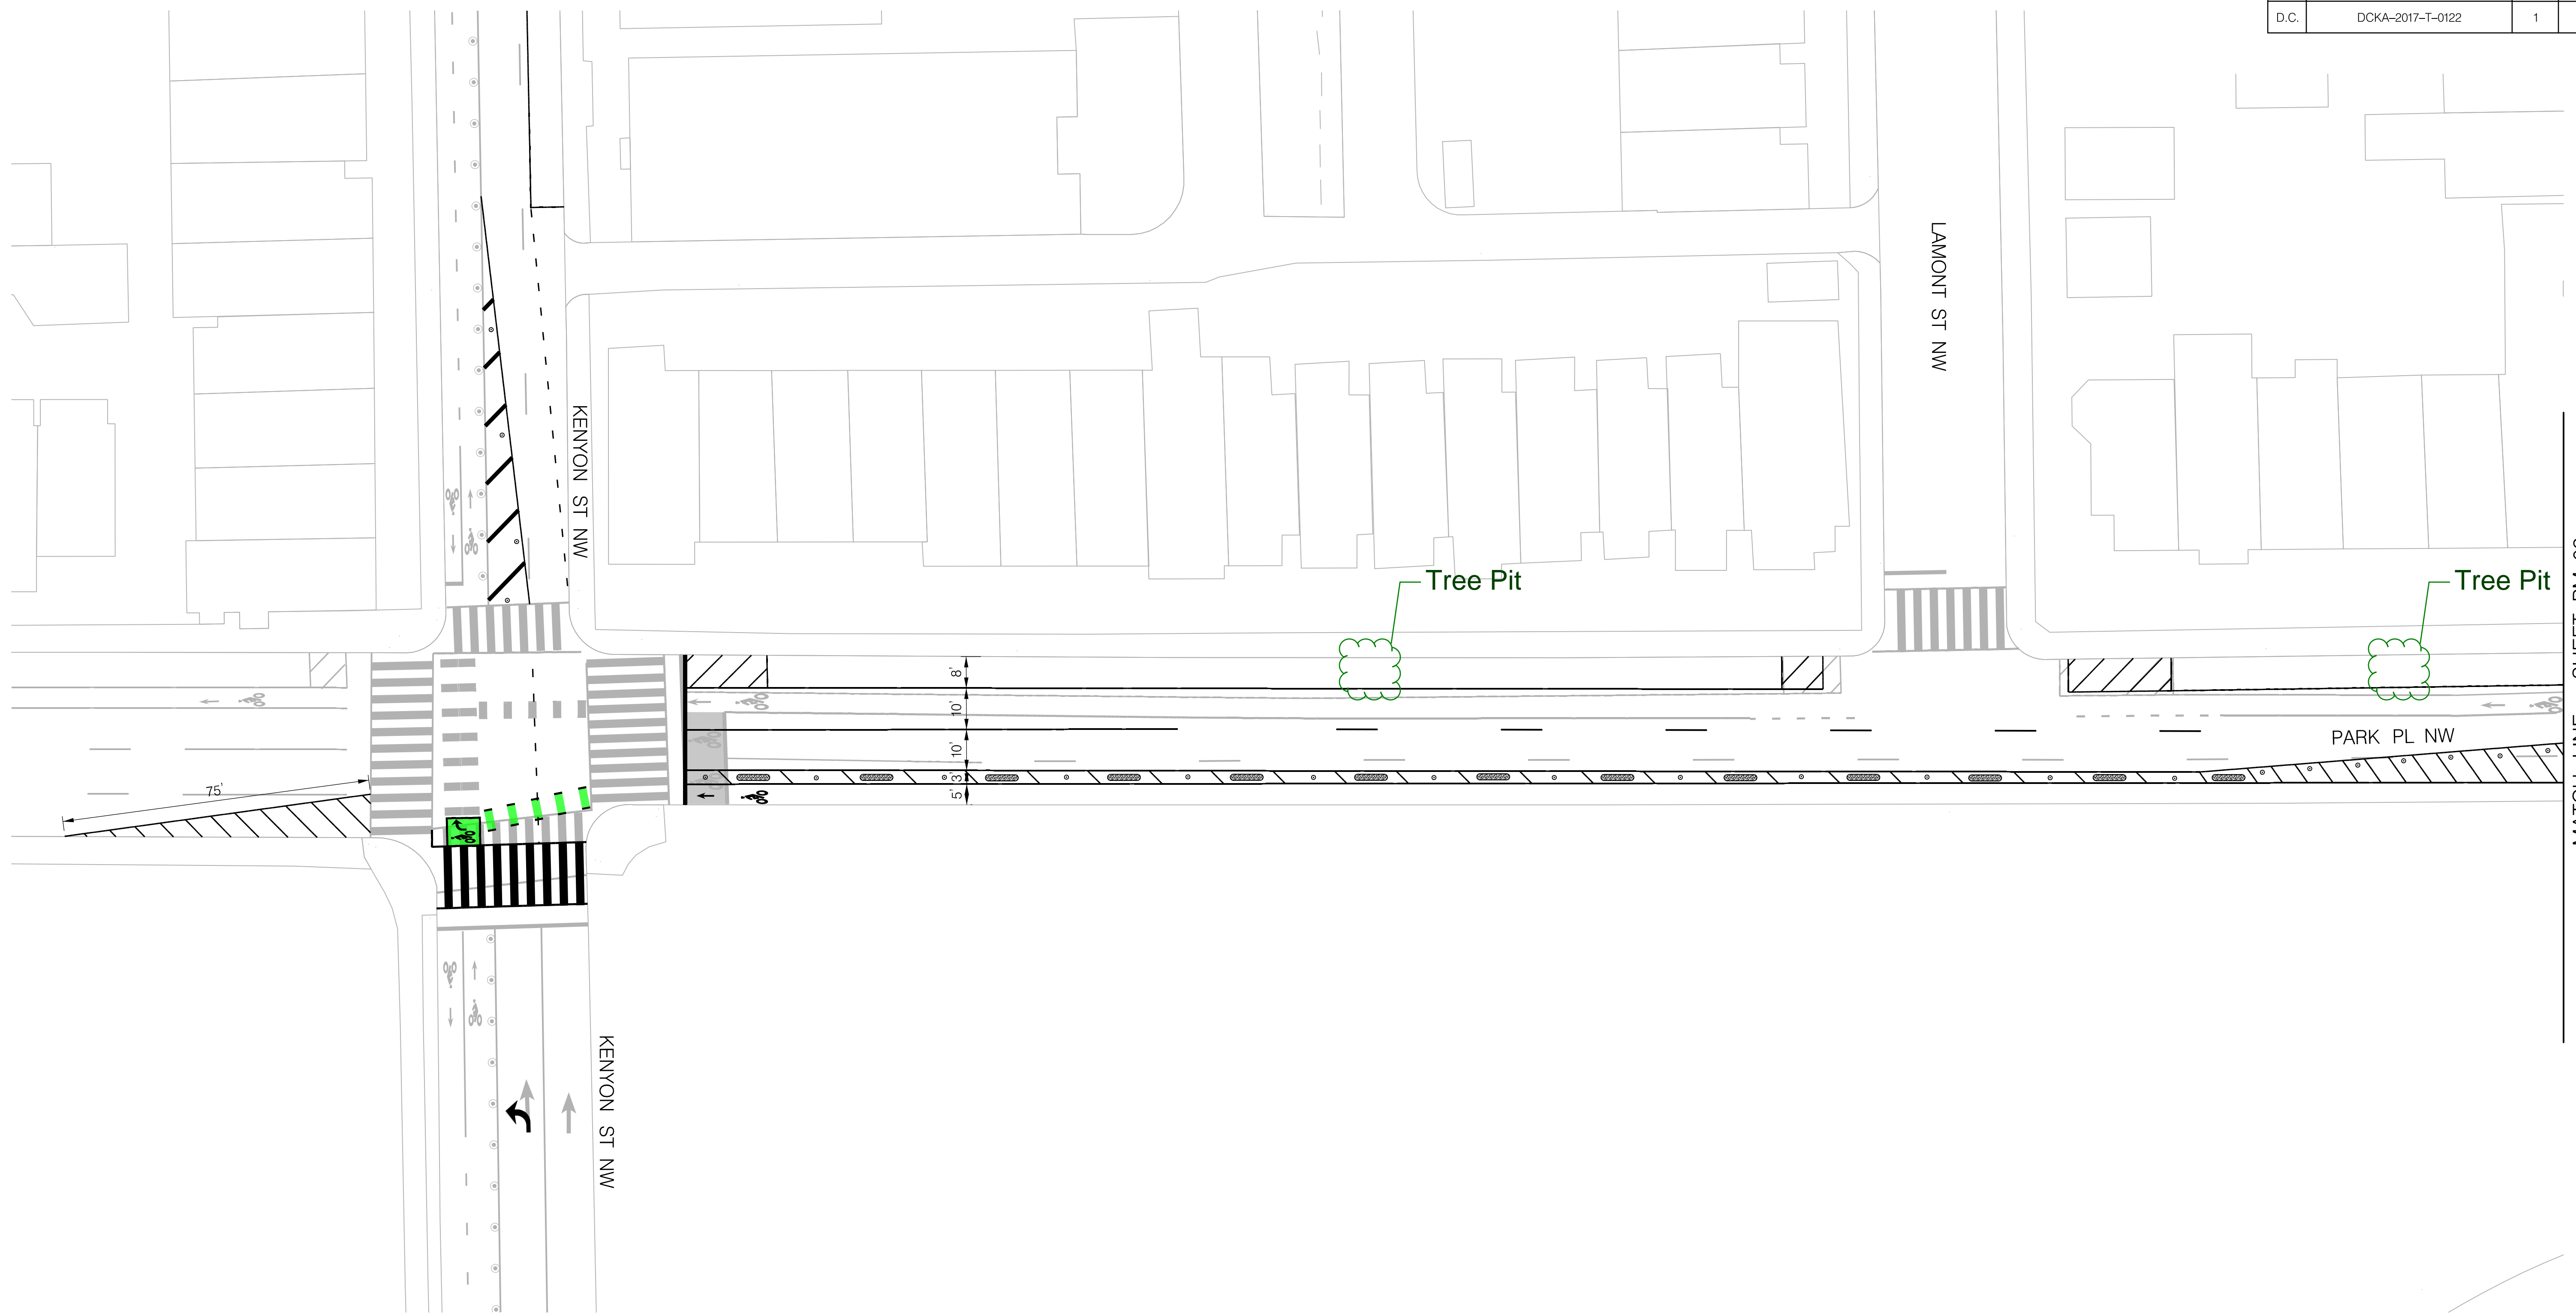 D.C. DCKA-2017-T-0122 1
LAMONT ST NW
KENYON ST NW
Tree Pit
Tree Pit
8'
10'
10'
3'
5'
PARK PL NW
75'
KENYON ST NW